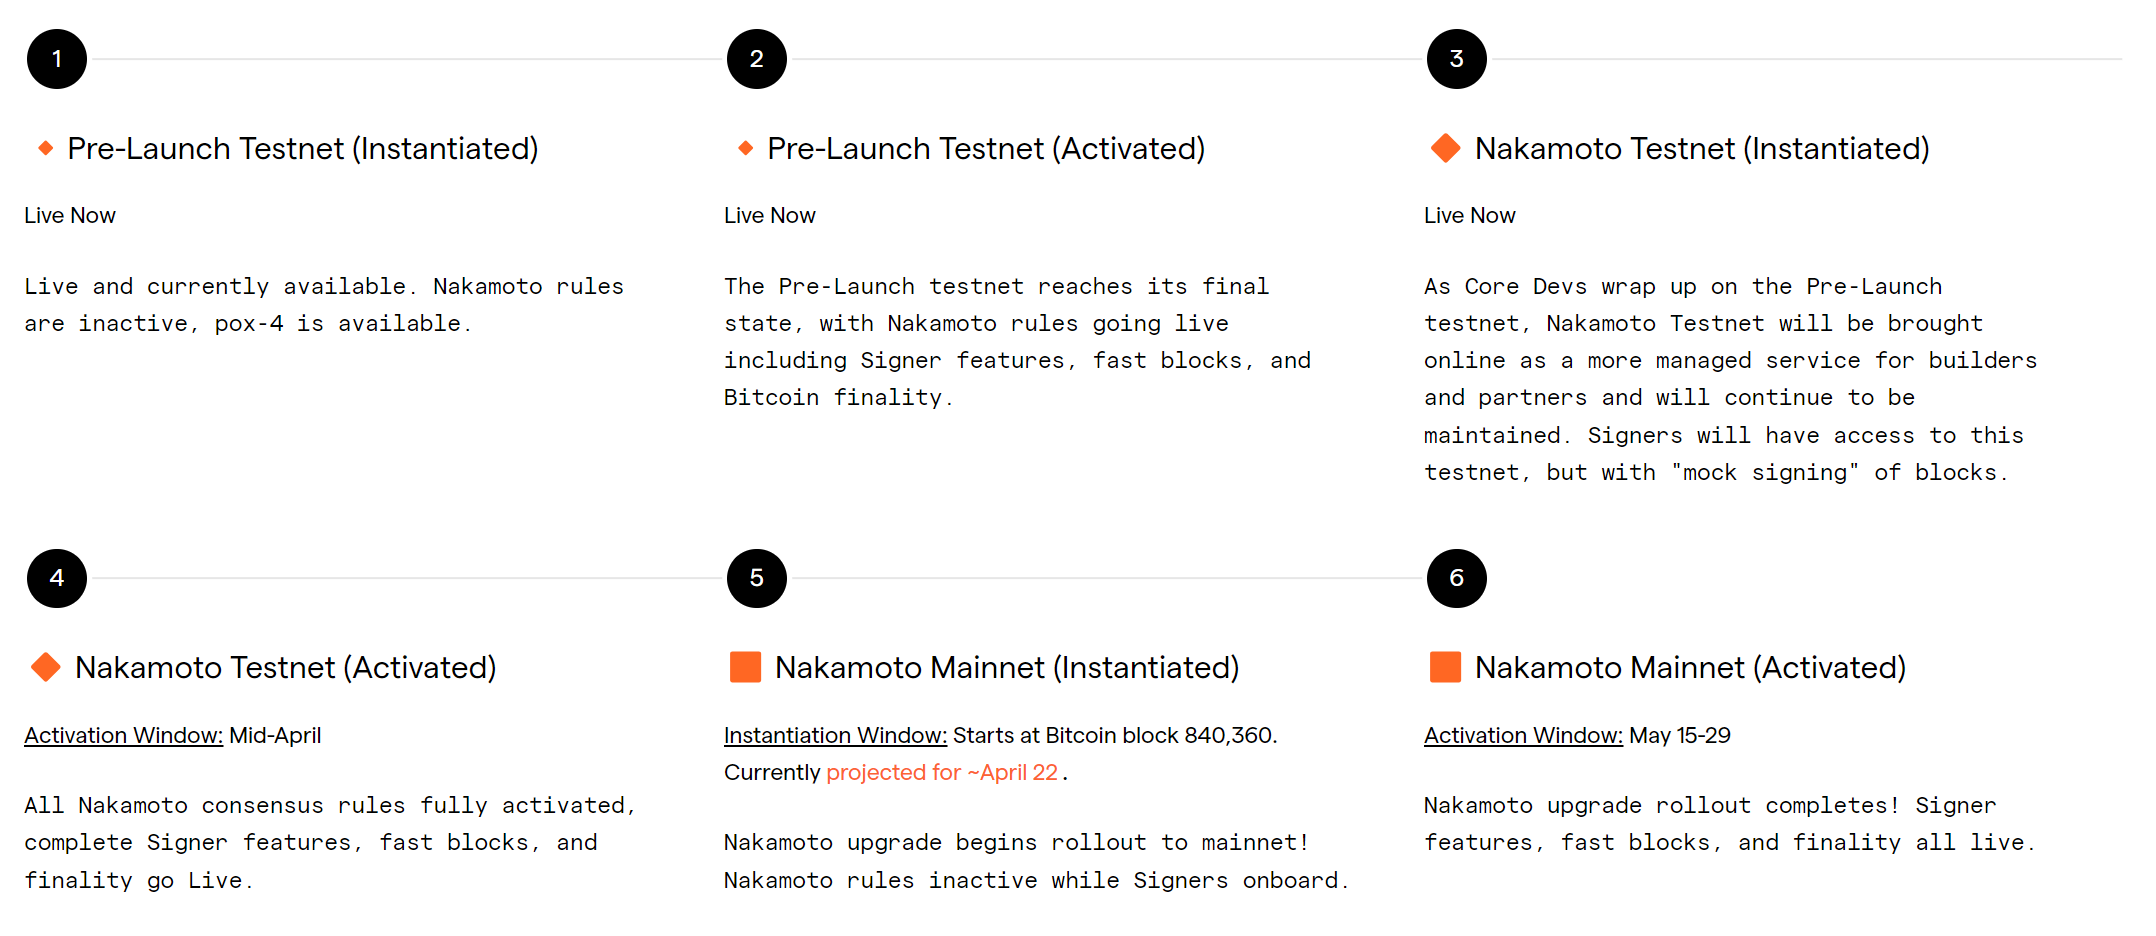 1
Pre-Launch Testnet (Instantiated)
Live Now
Live and currently available. Nakamoto rules
are inactive, pox-4 is available.
2
Pre-Launch Testnet (Activated)
Live Now
The Pre-Launch testnet reaches its final
state, with Nakamoto rules going live
including Signer features, fast blocks, and
Bitcoin finality.
3
Nakamoto Testnet (Instantiated)
Live Now
As Core Devs wrap up on the Pre-Launch
testnet, Nakamoto Testnet will be brought
online as a more managed service for builders
and partners and will continue to be
maintained. Signers will have access to this
testnet, but with "mock signing" of blocks.
4
Nakamoto Testnet (Activated)
Activation Window: Mid-April
All Nakamoto consensus rules fully activated,
complete Signer features, fast blocks, and
finality go Live.
5
Nakamoto Mainnet (Instantiated)
Instantiation Window: Starts at Bitcoin block 840,360.
Currently projected for ~April 22 .
Nakamoto upgrade begins rollout to mainnet!
Nakamoto rules inactive while Signers onboard.
6
Nakamoto Mainnet (Activated)
Activation Window: May 15-29
Nakamoto upgrade rollout completes! Signer
features, fast blocks, and finality all live.